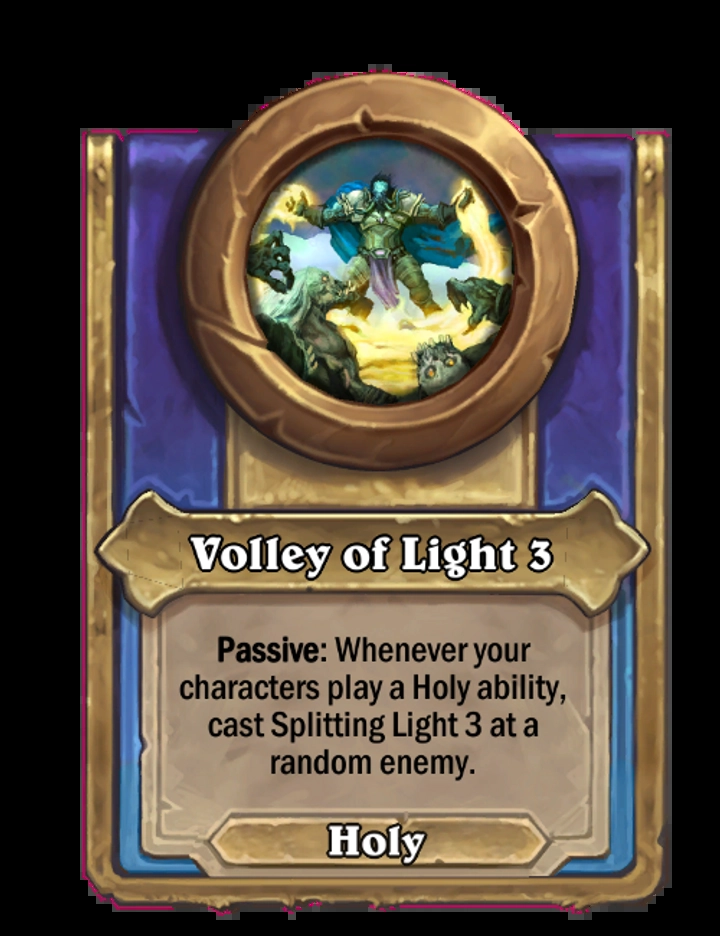 Volley of Light 3
Passive: Whenever your
characters play a Holy ability,
cast Splitting Light 3 at a
random enemy.
Holy